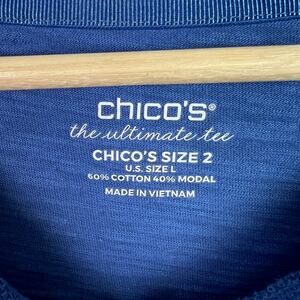 chico's®
the ultimate tee
CHICO'S SIZE 2
U.S. SIZE L
60% COTTON 40% MODAL
MADE IN VIETNAM